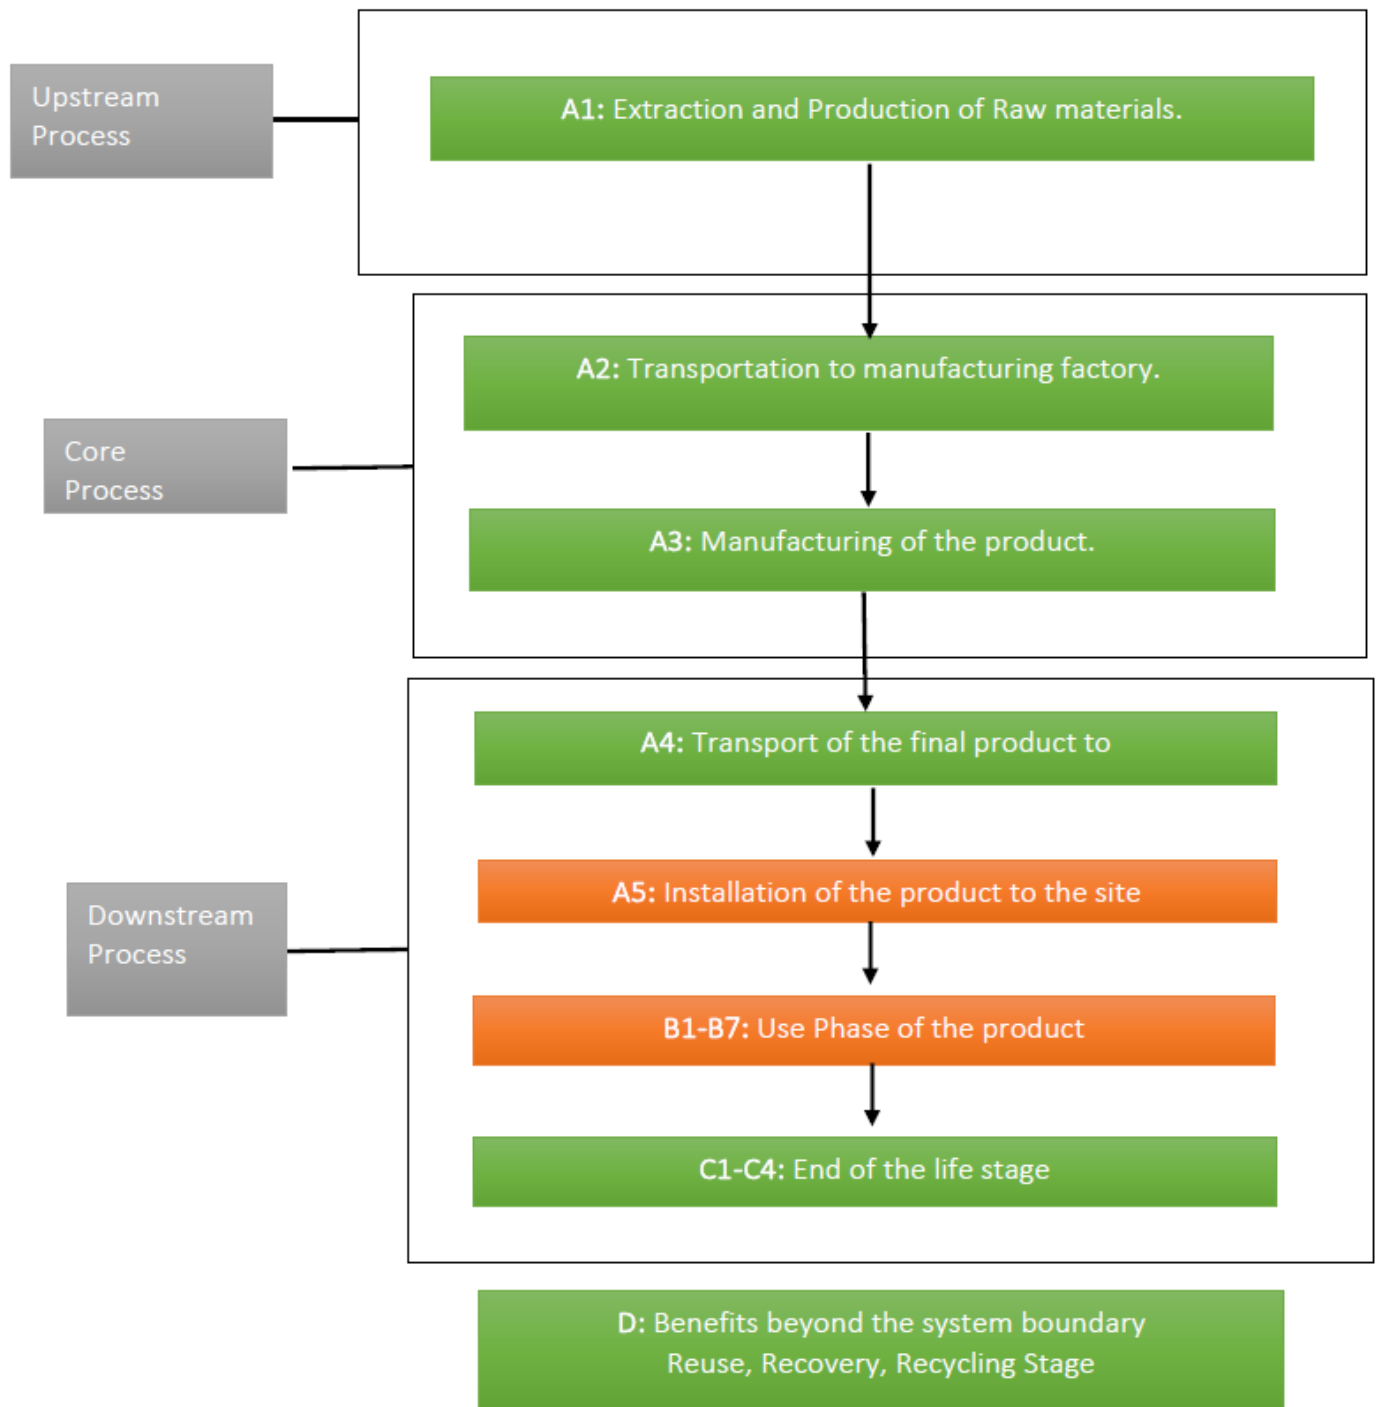 Upstream
Process
A1: Extraction and Production of Raw materials.
A2: Transportation to manufacturing factory.
Core
Process
A3: Manufacturing of the product.
A4: Transport of the final product to
A5: Installation of the product to the site
Downstream
Process
B1-B7: Use Phase of the product
C1-C4: End of the life stage
D: Benefits beyond the system boundary
Reuse, Recovery, Recycling Stage